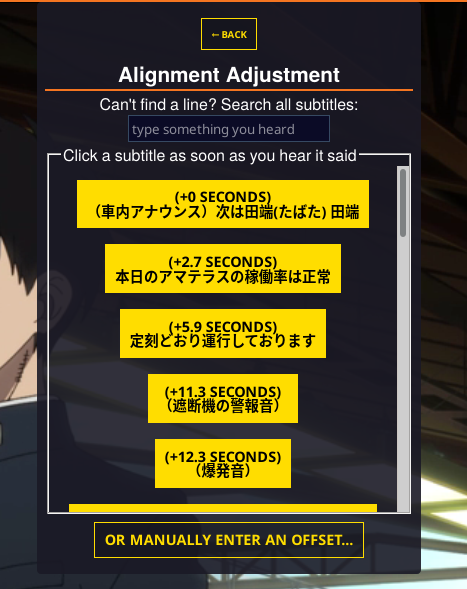 ← BACK
Alignment Adjustment
Can't find a line? Search all subtitles:
type something you heard
Click a subtitle as soon as you hear it said
(+0 SECONDS)
（車内アナウンス）次は田端(たばた) 田端
(+2.7 SECONDS)
本日のアマテラスの稼働率は正常
(+5.9 SECONDS)
定刻どおり運行しております
(+11.3 SECONDS)
（遮断機の警報音）
(+12.3 SECONDS)
（爆発音）
OR MANUALLY ENTER AN OFFSET...